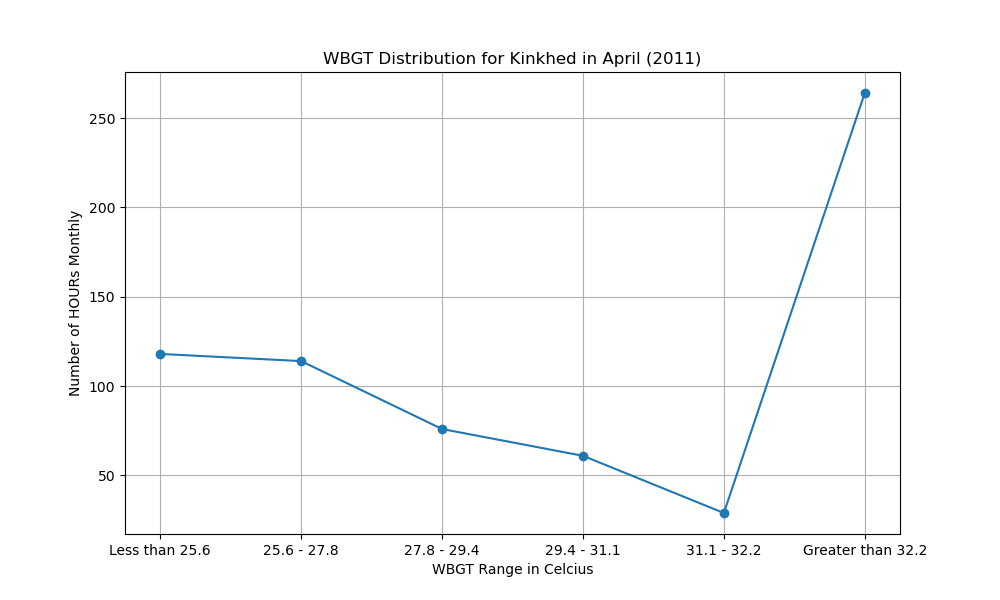 WBGT Distribution for Kinkhed in April (2011)
Number of HOURs Monthly
250
200
150
100
50
Less than 25.6
25.6 - 27.8
27.8 - 29.4
29.4 - 31.1
31.1 - 32.2
Greater than 32.2
WBGT Range in Celcius